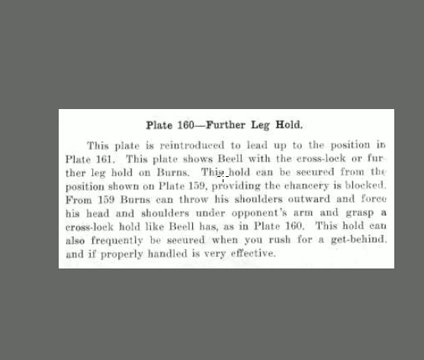 Plate 160—Further Leg Hold.
This plate is reintroduced to lead up to the position in
Plate 161. This plate shows Beell with the cross-lock or fur-
ther leg hold on Burns. This hold can be secured from the
position shown on Plate 159, providing the chancery is blocked.
From 159 Burns can throw his shoulders outward and force
his head and shoulders under opponent's arm and grasp a
cross-lock hold like Beell has, as in Plate 160. This hold can
also frequently be secured when you rush for a get-behind,
and if properly handled is very effective.